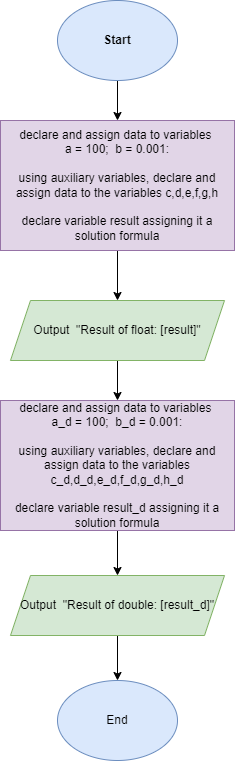 Start
declare and assign data to variables
a = 100;  b = 0.001:
using auxiliary variables, declare and
assign data to the variables c,d,e,f,g,h
declare variable result assigning it a
solution formula
Output  "Result of float: [result]"
declare and assign data to variables
a_d = 100;  b_d = 0.001:
using auxiliary variables, declare and
assign data to the variables
c_d,d_d,e_d,f_d,g_d,h_d
declare variable result_d assigning it a
solution formula
Output  "Result of double: [result_d]"
End